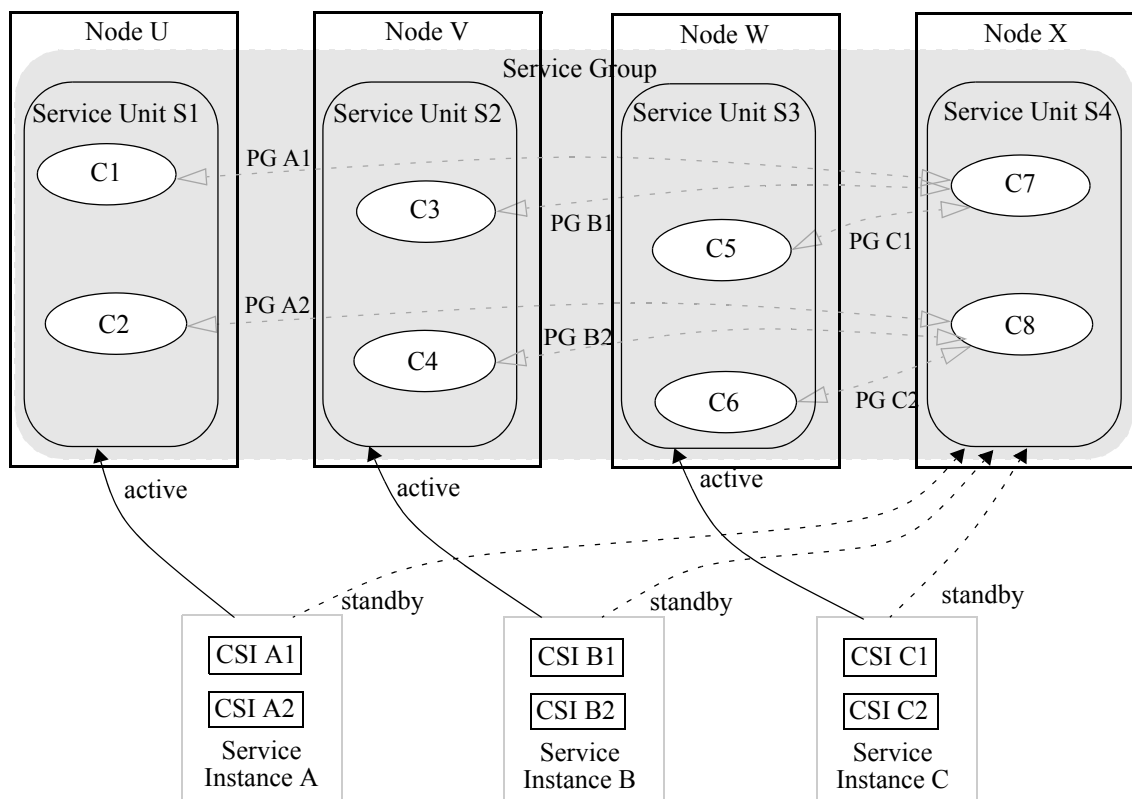 Node U
Node V
Node W
Node X
Service Group
Service Unit S1
Service Unit S2
Service Unit S3
Service Unit S4
PG A1
C1
C7
C3
PG B1
C5
PG C1
PG A2
C2
C8
PG B2
C4
C6
PG C2
active
active
active
standby
standby
standby
CSI A1
CSI B1
CSI C1
CSI A2
CSI B2
CSI C2
Service
Instance A
Service
Instance B
Service
Instance C